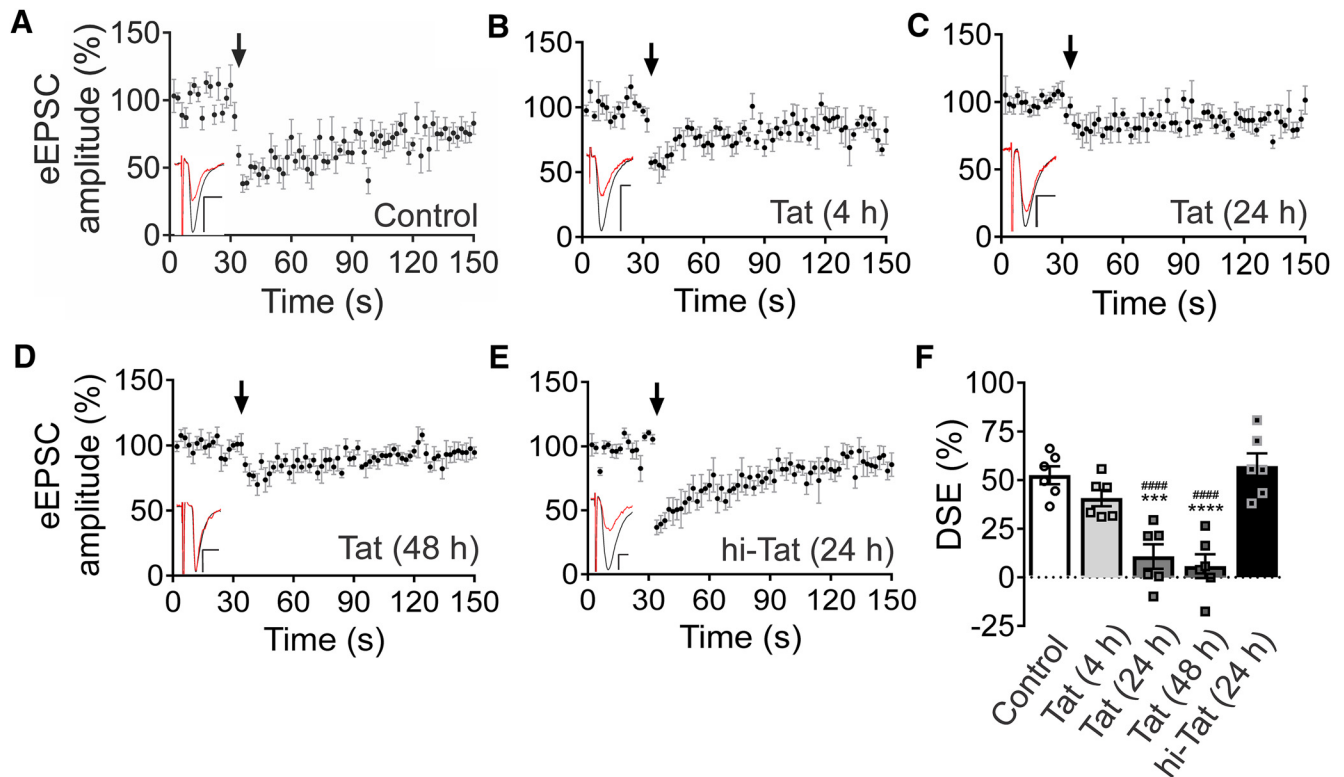 A
eEPSC
amplitude (%)
150
100
50
0
Control
0 30 60 90 120 150
Time (s)
B
150
100
50
0
Tat (4 h)
0 30 60 90 120 150
Time (s)
C
150
100
50
0
Tat (24 h)
0 30 60 90 120 150
Time (s)
D
eEPSC
amplitude (%)
150
100
50
0
Tat (48 h)
0 30 60 90 120 150
Time (s)
E
150
100
50
0
hi-Tat (24 h)
0 30 60 90 120 150
Time (s)
F
DSE (%)
100
75
50
25
0
-25
####
***
####
****
Control
Tat (4 h)
Tat (24 h)
Tat (48 h)
hi-Tat (24 h)